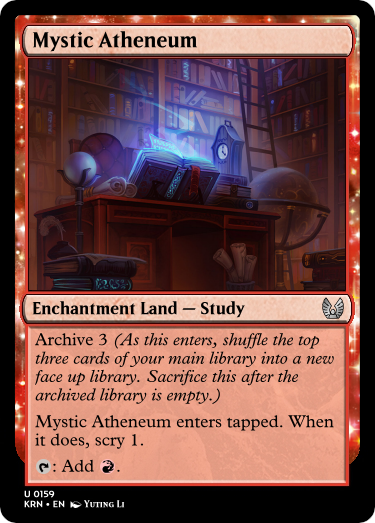 Mystic Atheneum
Enchantment Land — Study
Archive 3 (As this enters, shuffle the top
three cards of your main library into a new
face up library. Sacrifice this after the
archived library is empty.)
Mystic Atheneum enters tapped. When
it does, scry 1.
: Add .
U 0159
KRN • EN Yuting Li